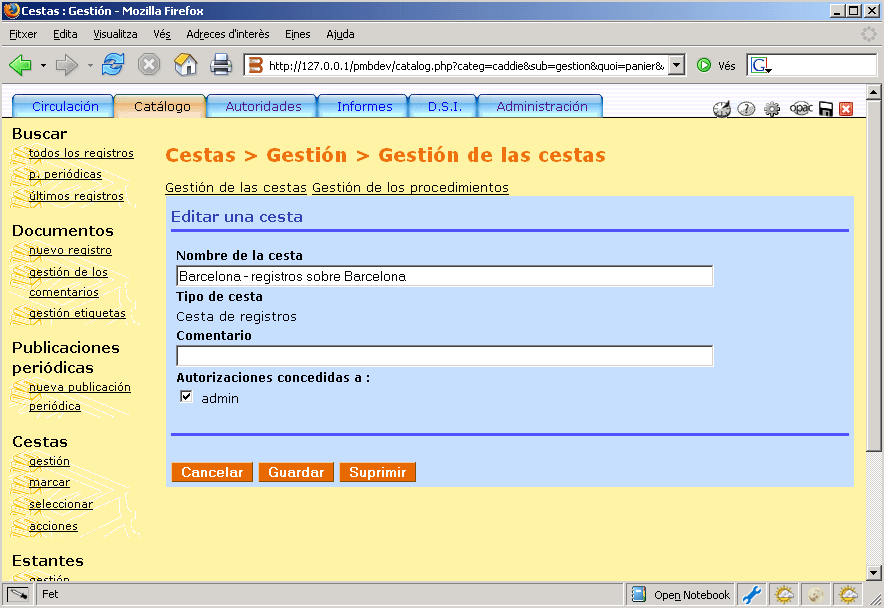 Cestas : Gestión - Mozilla Firefox
Fitxer Edita Visualitza Vés Adreces d'interès Eines Ajuda
http://127.0.0.1/pmbdev/catalog.php?categ=caddie&sub=gestion&quoi=panier& Vés G
Circulación Catálogo Autoridades Informes D.S.I. Administración opac
Buscar
todos los registros
p. periódicas
últimos registros
Documentos
nuevo registro
gestión de los
comentarios
gestión etiquetas
Publicaciones
periódicas
nueva publicación
periódica
Cestas
gestión
marcar
seleccionar
acciones
Estantes
gestión
Cestas > Gestión > Gestión de las cestas
Gestión de las cestas Gestión de los procedimientos
Editar una cesta
Nombre de la cesta
Barcelona - registros sobre Barcelona
Tipo de cesta
Cesta de registros
Comentario
Autorizaciones concedidas a :
admin
Cancelar Guardar Suprimir
Fet Open Notebook